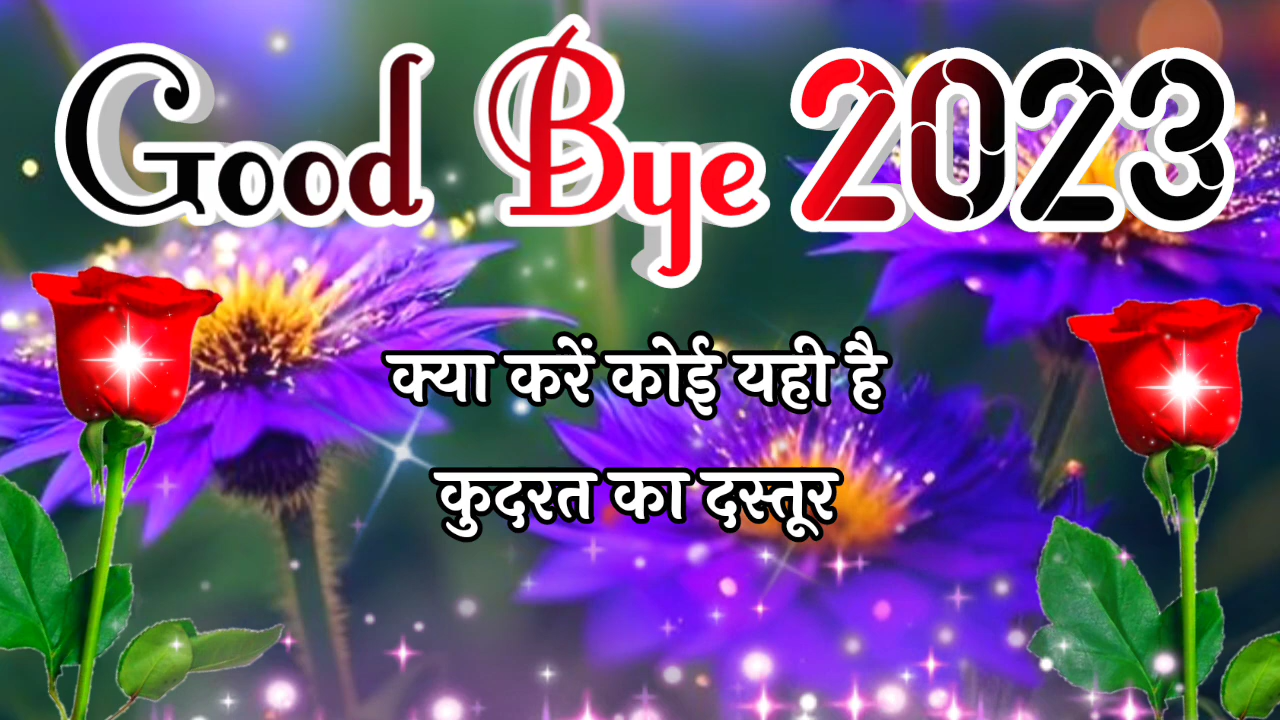 Good Bye 2023
क्या करें कोई यही है
कुदरत का दस्तूर